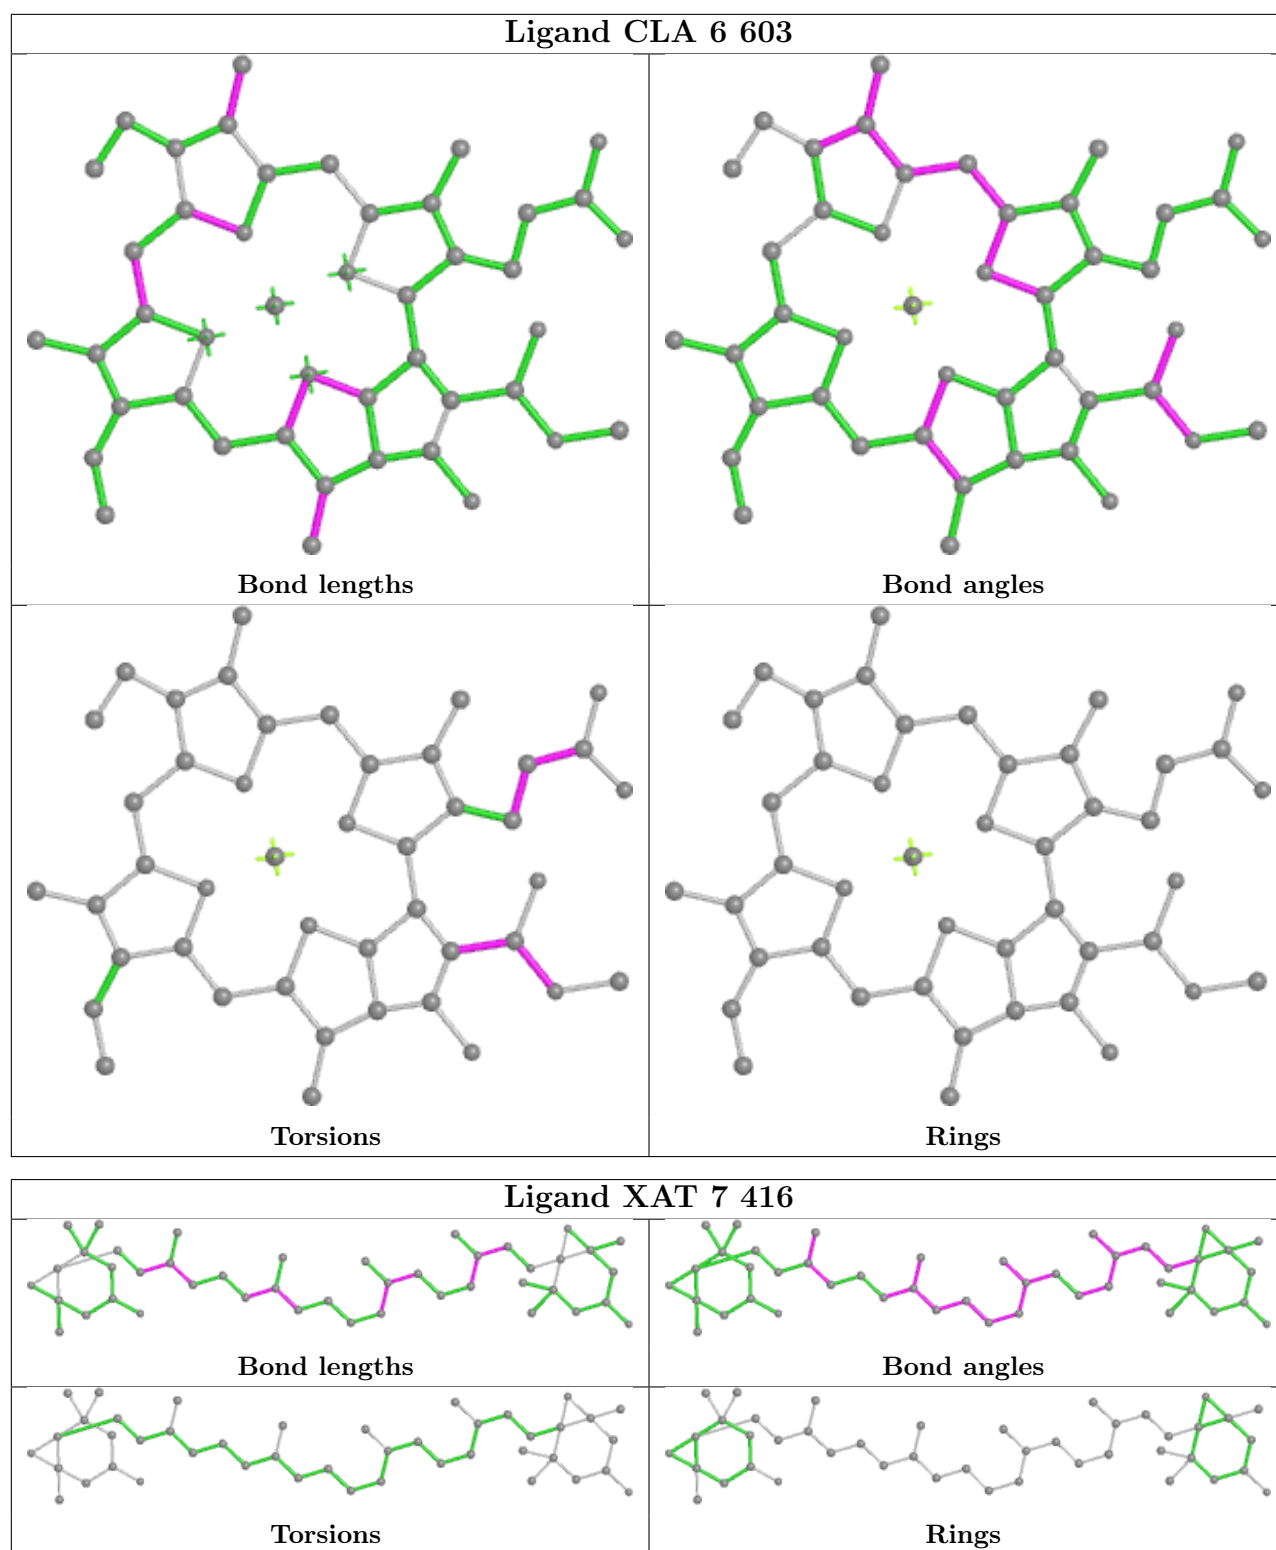 Ligand CLA 6 603
Bond lengths
Bond angles
Torsions
Rings
Ligand XAT 7 416
Bond lengths
Bond angles
Torsions
Rings